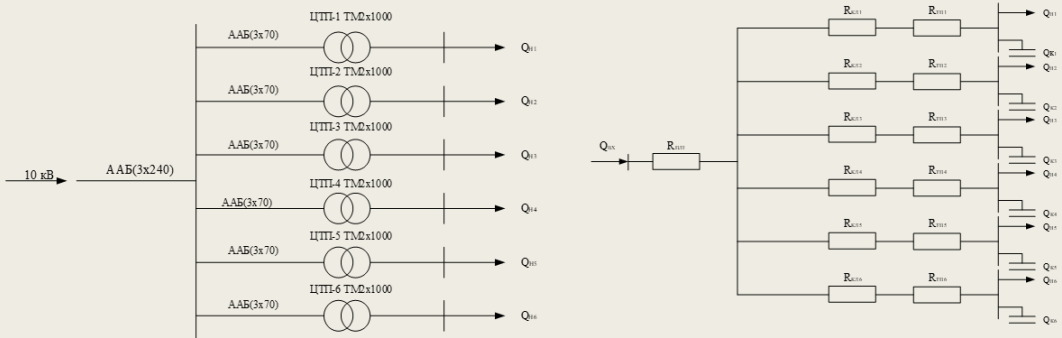 ЦТП-1 ТМ2х1000
ААБ(3х70)
Qн1
ЦТП-2 ТМ2х1000
ААБ(3х70)
Qн2
ЦТП-3 ТМ2х1000
ААБ(3х70)
Qн3
10 кВ
ААБ(3х240)
ЦТП-4 ТМ2х1000
ААБ(3х70)
Qн4
ЦТП-5 ТМ2х1000
ААБ(3х70)
Qн5
ЦТП-6 ТМ2х1000
ААБ(3х70)
Qн6
Rкл1
Rтп1
Qн1
Qк1
Rкл2
Rтп2
Qн2
Qк2
Rкл3
Rтп3
Qн3
Qк3
Qвх
Rкл4
Rтп4
Qн4
Qк4
Rкл5
Rтп5
Qн5
Qк5
Rкл6
Rтп6
Qн6
Qк6